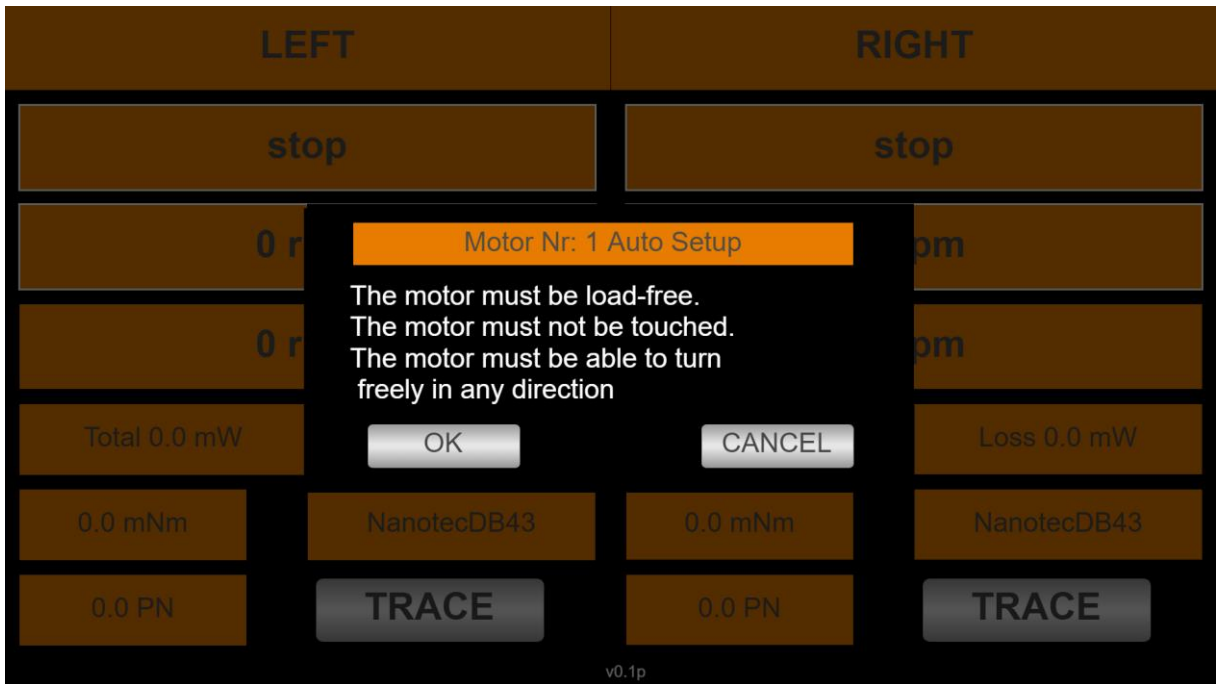 LEFT
RIGHT
stop
stop
0 r
pm
Motor Nr: 1 Auto Setup
The motor must be load-free.
The motor must not be touched.
The motor must be able to turn
freely in any direction
0 r
pm
Total 0.0 mW
OK
CANCEL
Loss 0.0 mW
0.0 mNm
NanotecDB43
0.0 mNm
NanotecDB43
0.0 PN
TRACE
0.0 PN
TRACE
v0.1p